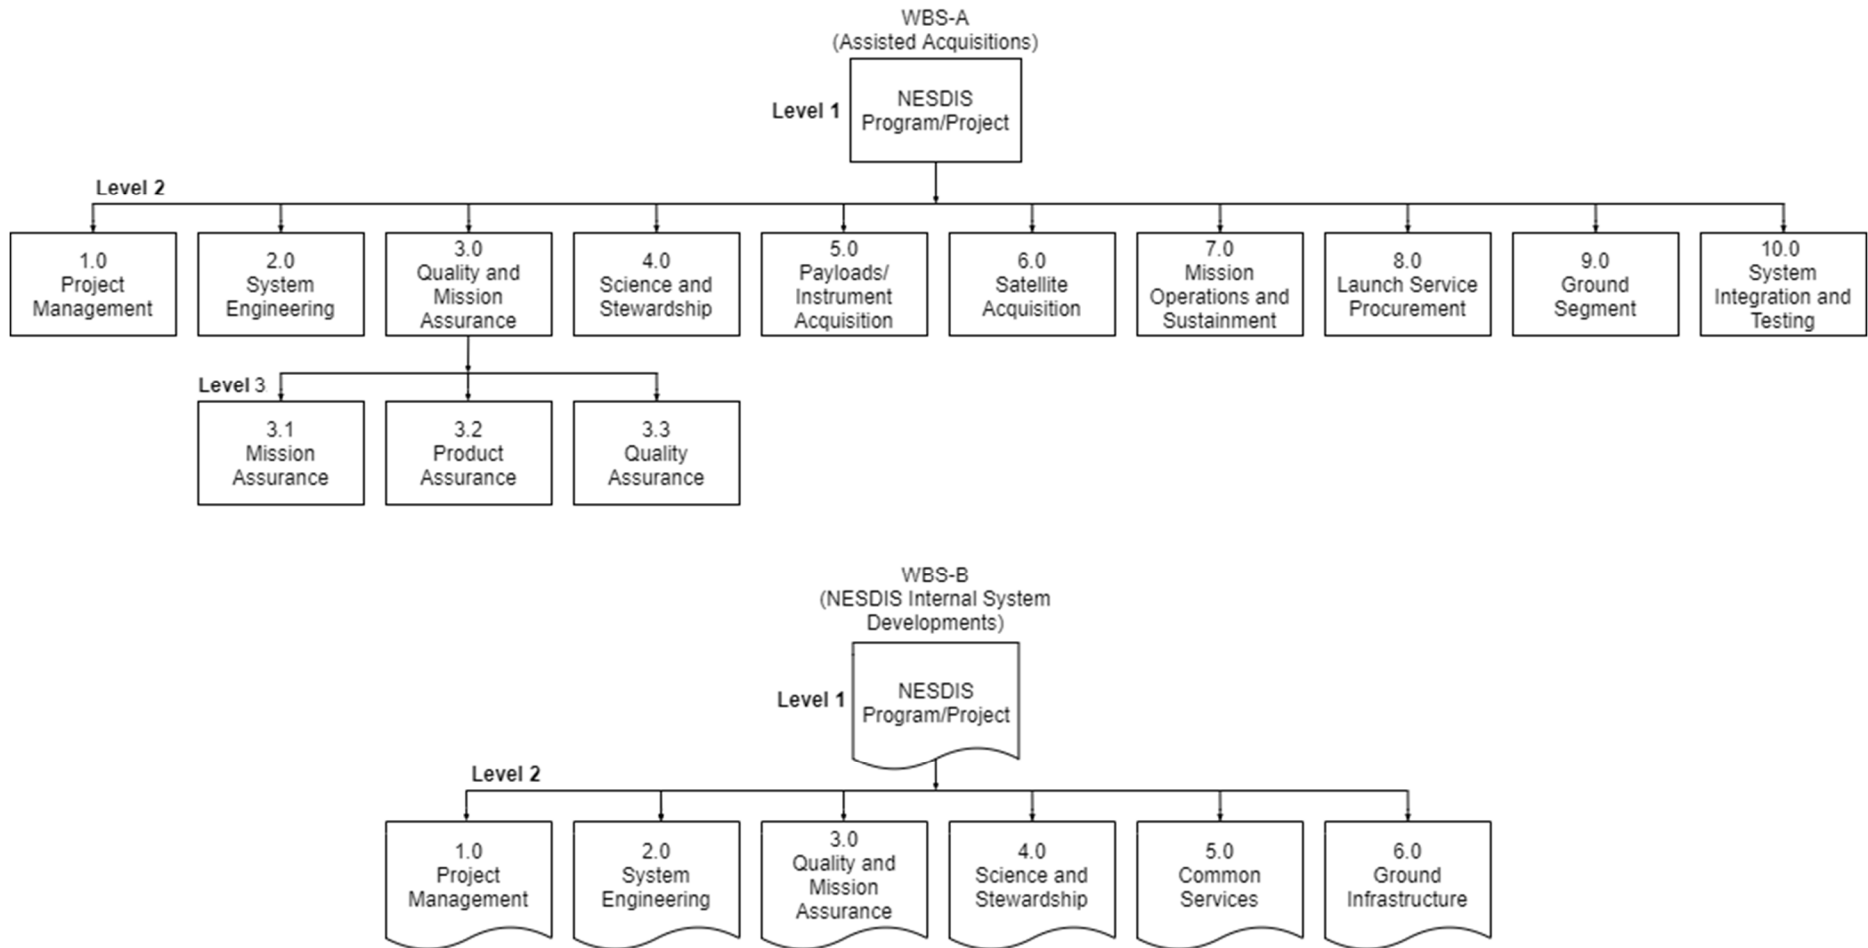 WBS-A
(Assisted Acquisitions)
Level 1
NESDIS
Program/Project
Level 2
1.0
Project
Management
2.0
System
Engineering
3.0
Quality and
Mission
Assurance
4.0
Science and
Stewardship
5.0
Payloads/
Instrument
Acquisition
6.0
Satellite
Acquisition
7.0
Mission
Operations and
Sustainment
8.0
Launch Service
Procurement
9.0
Ground
Segment
10.0
System
Integration and
Testing
Level 3
3.1
Mission
Assurance
3.2
Product
Assurance
3.3
Quality
Assurance
WBS-B
(NESDIS Internal System
Developments)
Level 1
NESDIS
Program/Project
Level 2
1.0
Project
Management
2.0
System
Engineering
3.0
Quality and
Mission
Assurance
4.0
Science and
Stewardship
5.0
Common
Services
6.0
Ground
Infrastructure